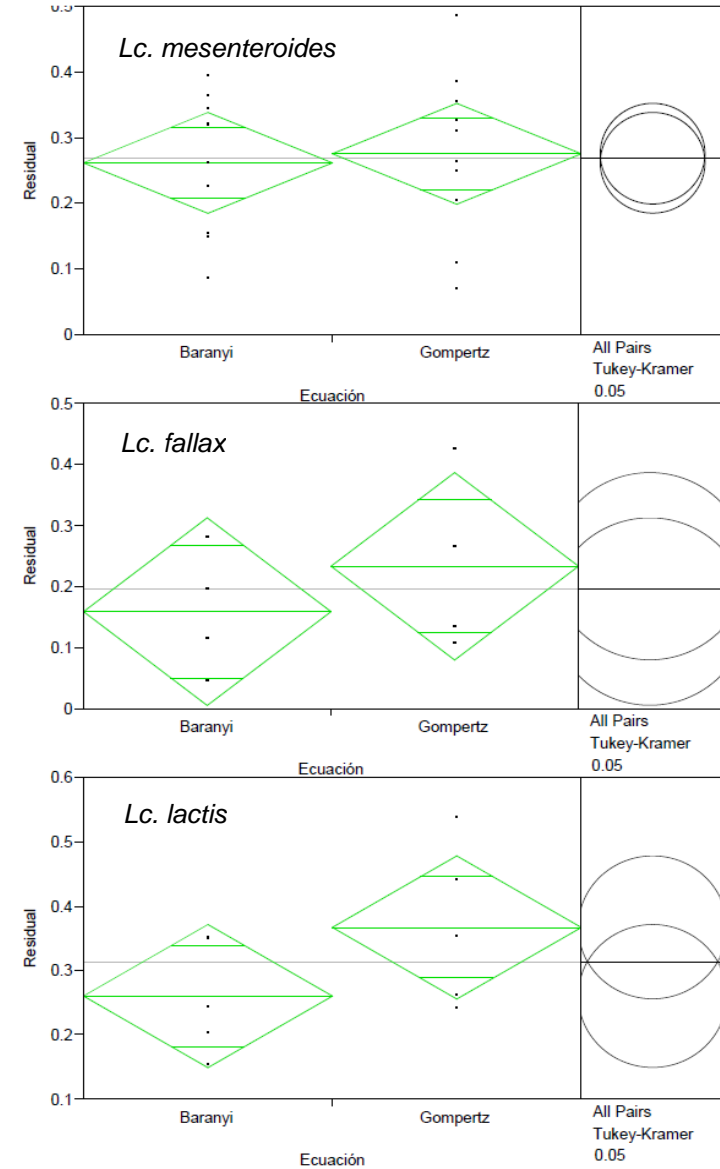 0.5
Lc. mesenteroides
0.4
0.3
Residual
0.2
0.1
0
Baranyi Gompertz All Pairs
Tukey-Kramer
Ecuación 0.05
0.5
Lc. fallax
0.4
0.3
Residual
0.2
0.1
0
Baranyi Gompertz All Pairs
Tukey-Kramer
Ecuación 0.05
0.6
Lc. lactis
0.5
0.4
Residual
0.3
0.2
0.1
Baranyi Gompertz All Pairs
Tukey-Kramer
Ecuación 0.05